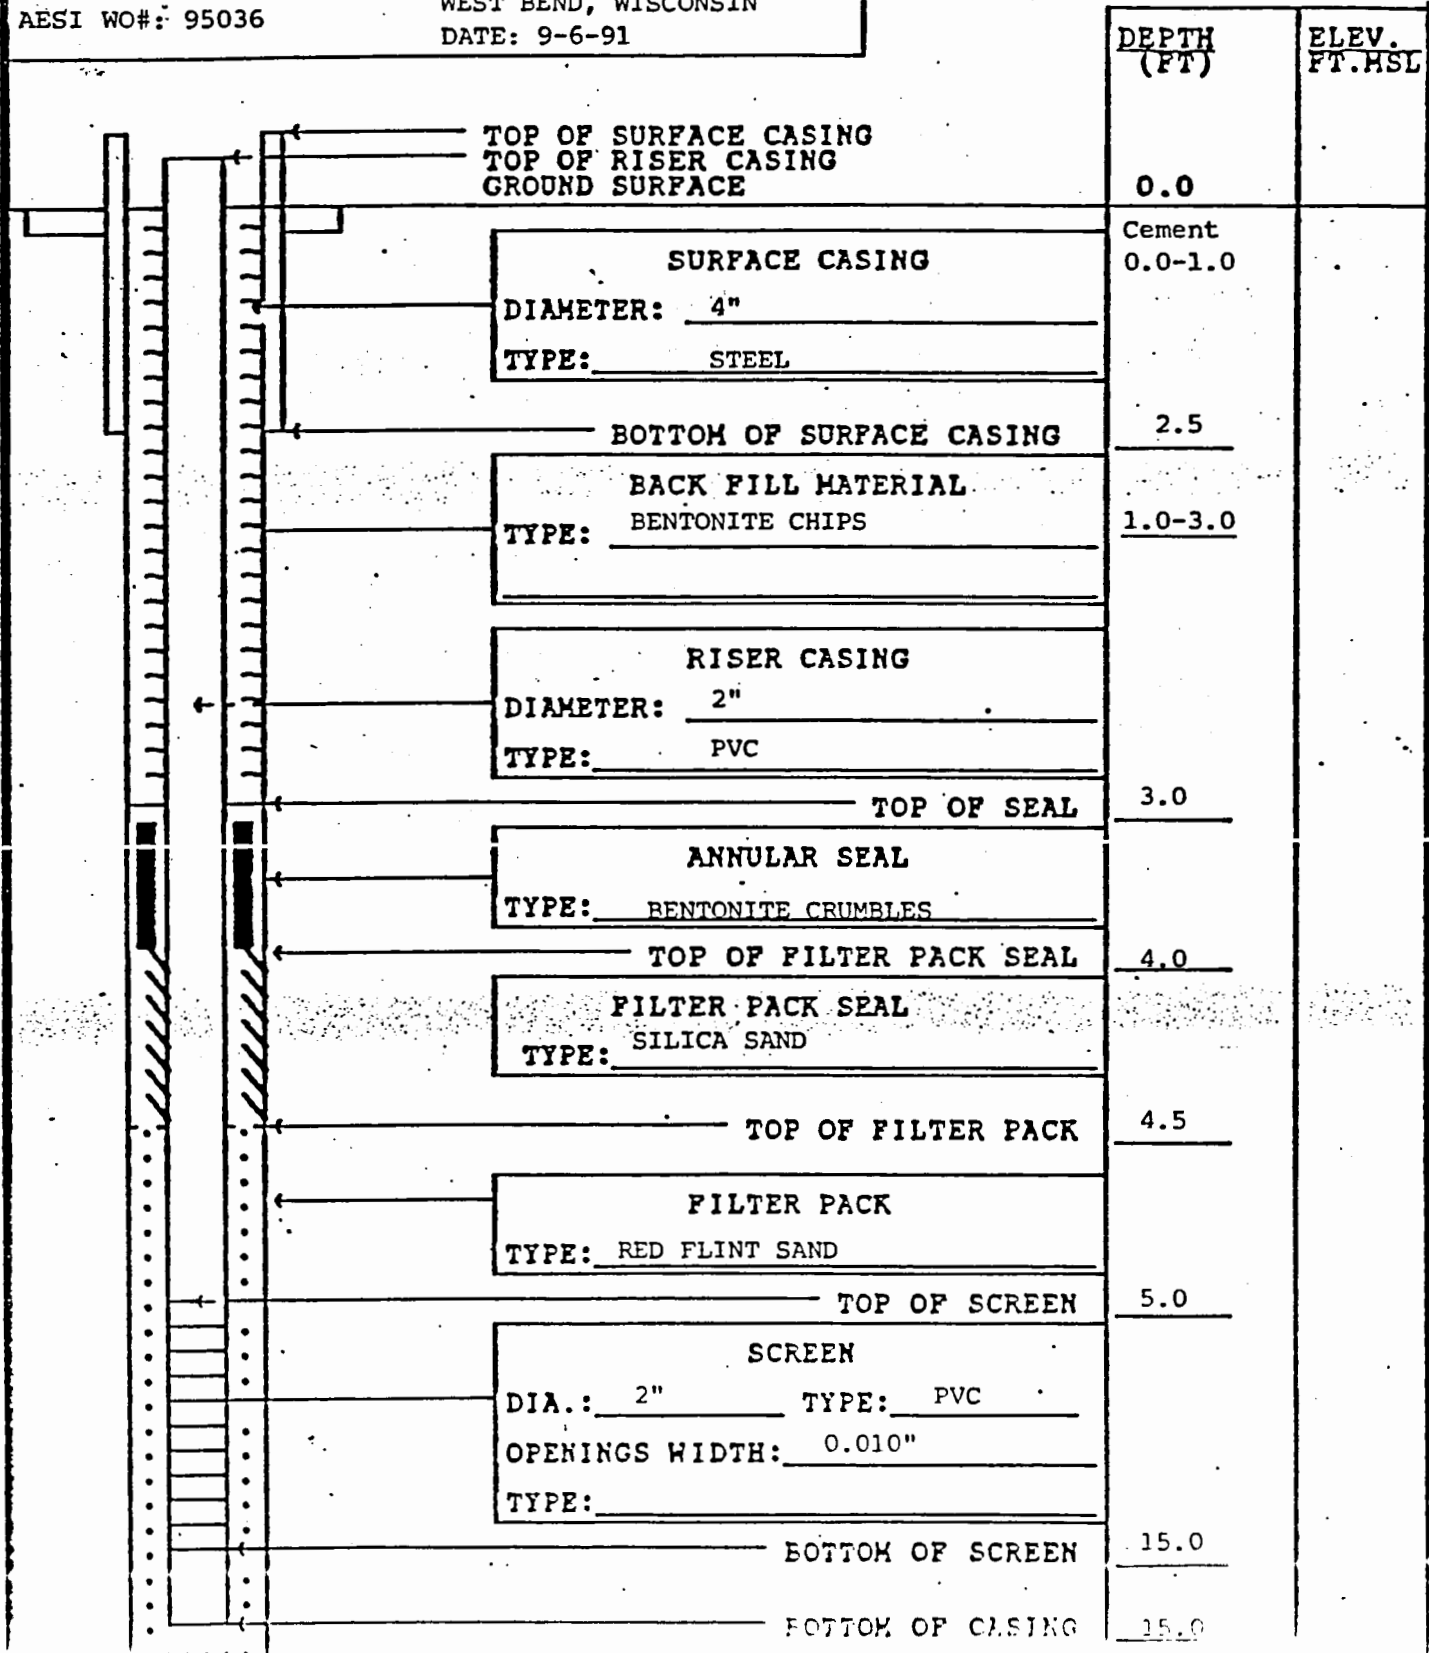 WEST BEND, WISCONSIN
AESI WO#: 95036
DATE: 9-6-91
DEPTH (FT)
ELEV. FT.MSL
TOP OF SURFACE CASING
TOP OF RISER CASING
GROUND SURFACE 0.0
Cement
0.0-1.0
SURFACE CASING
DIAMETER: 4"
TYPE: STEEL
BOTTOM OF SURFACE CASING 2.5
BACK FILL MATERIAL
TYPE: BENTONITE CHIPS 1.0-3.0
RISER CASING
DIAMETER: 2"
TYPE: PVC
TOP OF SEAL 3.0
ANNULAR SEAL
TYPE: BENTONITE CRUMBLES
TOP OF FILTER PACK SEAL 4.0
FILTER PACK SEAL
TYPE: SILICA SAND
TOP OF FILTER PACK 4.5
FILTER PACK
TYPE: RED FLINT SAND
TOP OF SCREEN 5.0
SCREEN
DIA.: 2" TYPE: PVC
OPENINGS WIDTH: 0.010"
TYPE:
BOTTOM OF SCREEN 15.0
BOTTOM OF CASING 15.0